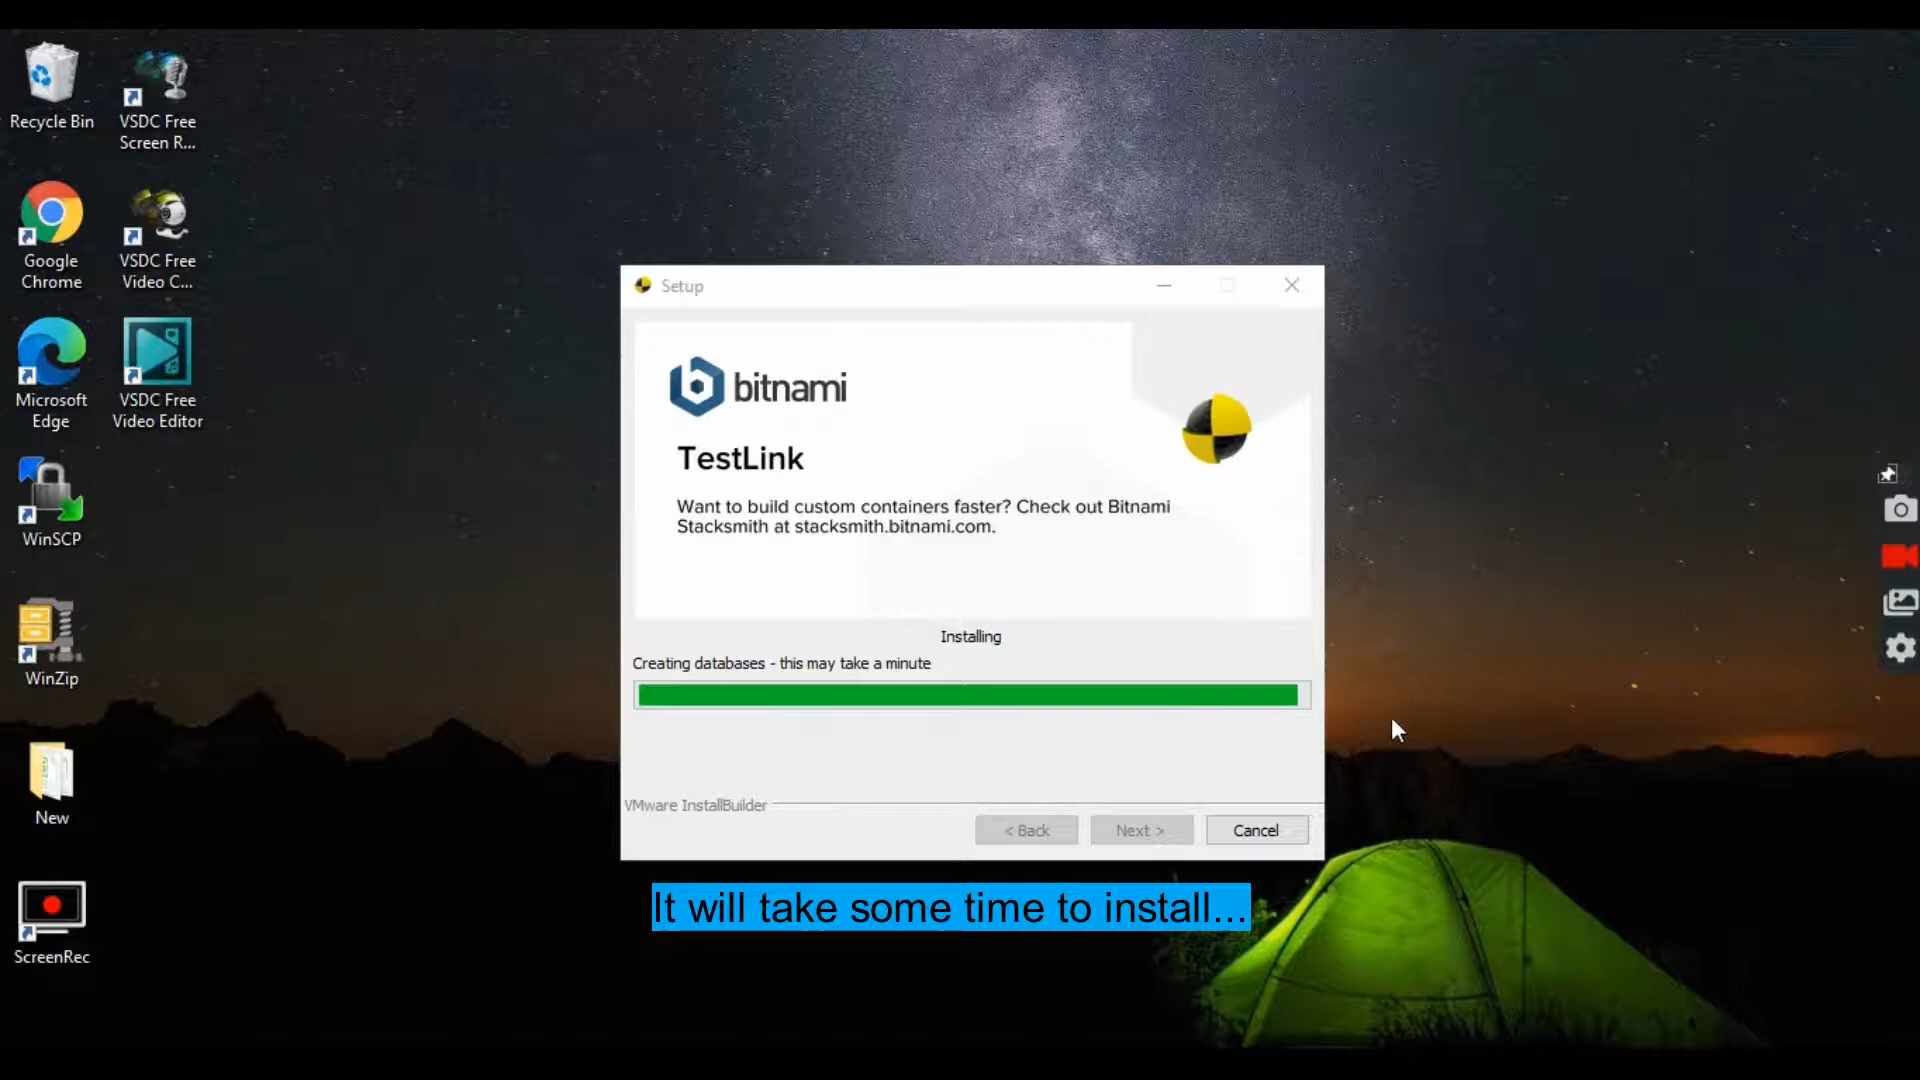 Recycle Bin
VSDC Free
Screen R...
Google
Chrome
VSDC Free
Video C...
Microsoft
Edge
VSDC Free
Video Editor
WinSCP
WinZip
New
ScreenRec
Setup
bitnami
TestLink
Want to build custom containers faster? Check out Bitnami
Stacksmith at stacksmith.bitnami.com.
Installing
Creating databases - this may take a minute
VMware InstallBuilder
< Back
Next >
Cancel
It will take some time to install...